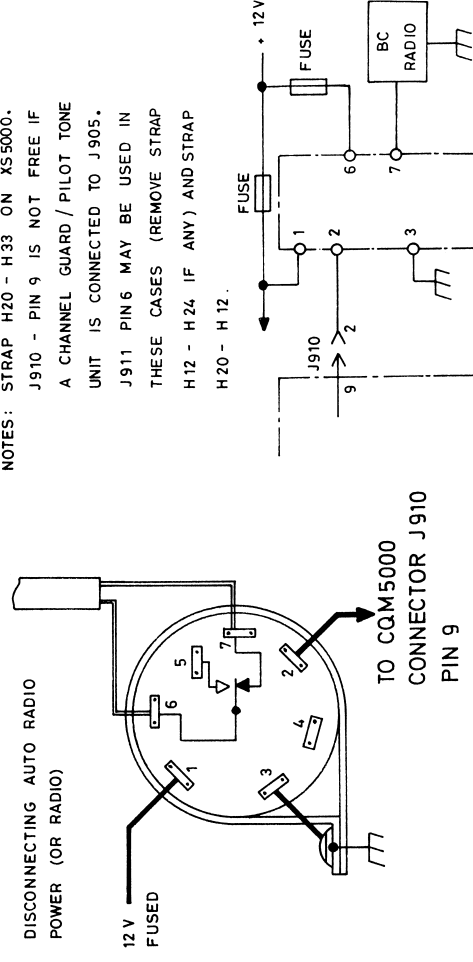 DISCONNECTING AUTO RADIO
POWER (OR RADIO)
12 V
FUSED
1
6
5
7
2
4
3
TO CQM5000
CONNECTOR J910
PIN 9
NOTES: STRAP H20 - H33 ON XS5000.
J910 - PIN 9 IS NOT FREE IF
A CHANNEL GUARD / PILOT TONE
UNIT IS CONNECTED TO J905.
J911 PIN 6 MAY BE USED IN
THESE CASES (REMOVE STRAP
H12 - H24 IF ANY) AND STRAP
H20 - H12.
+ 12V
FUSE
FUSE
BC
RADIO
1
6
7
2
3
J910
9
2